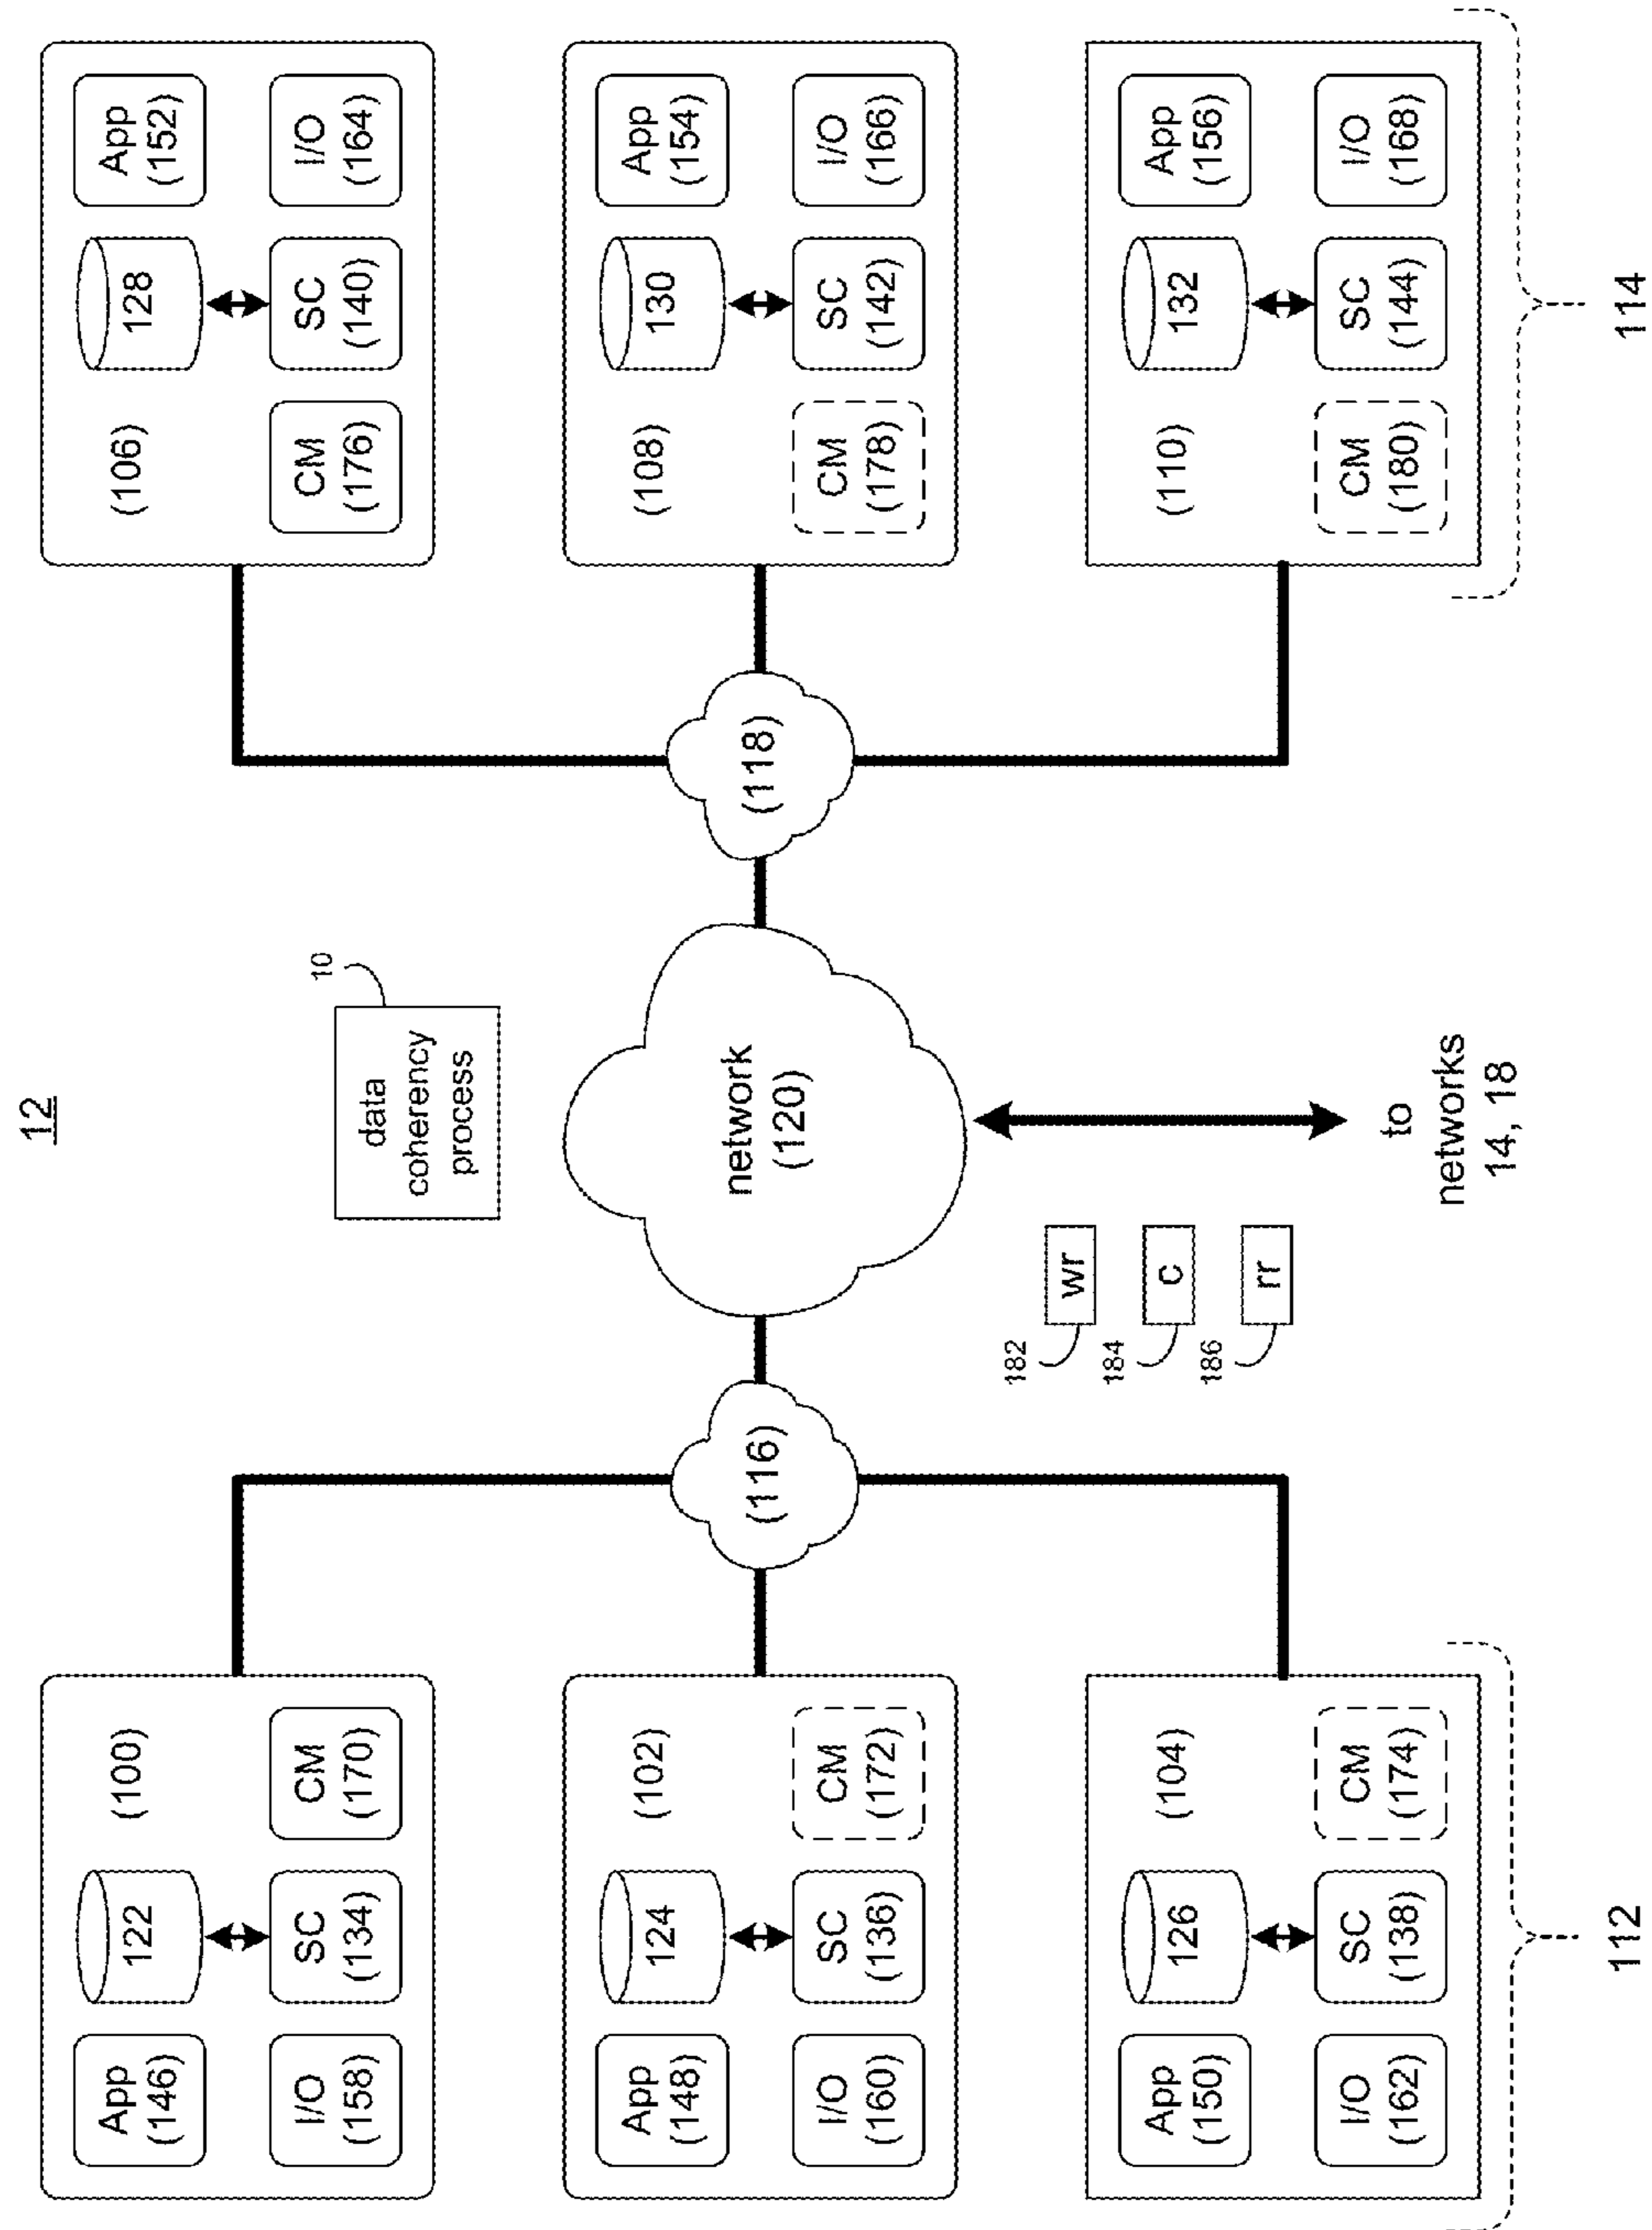 12
App
(146)
122
(100)
I/O
(158)
SC
(134)
CM
(170)
App
(148)
124
(102)
I/O
(160)
SC
(136)
CM
(172)
App
(150)
126
(104)
I/O
(162)
SC
(138)
CM
(174)
112
(116)
data
coherency
process
10
network
(120)
182
wr
184
c
186
rr
to
networks
14, 18
(118)
(106)
128
App
(152)
CM
(176)
SC
(140)
I/O
(164)
(108)
130
App
(154)
CM
(178)
SC
(142)
I/O
(166)
(110)
132
App
(156)
CM
(180)
SC
(144)
I/O
(168)
114